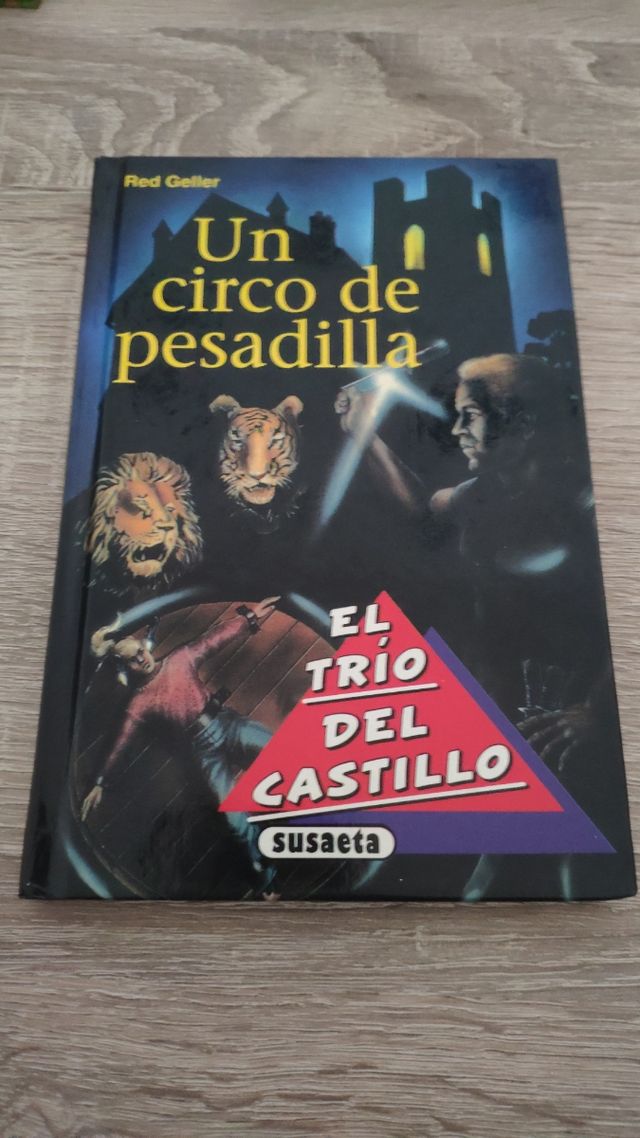 Red Geller
Un
circo de
pesadilla
EL
TRÍO
DEL
CASTILLO
susaeta